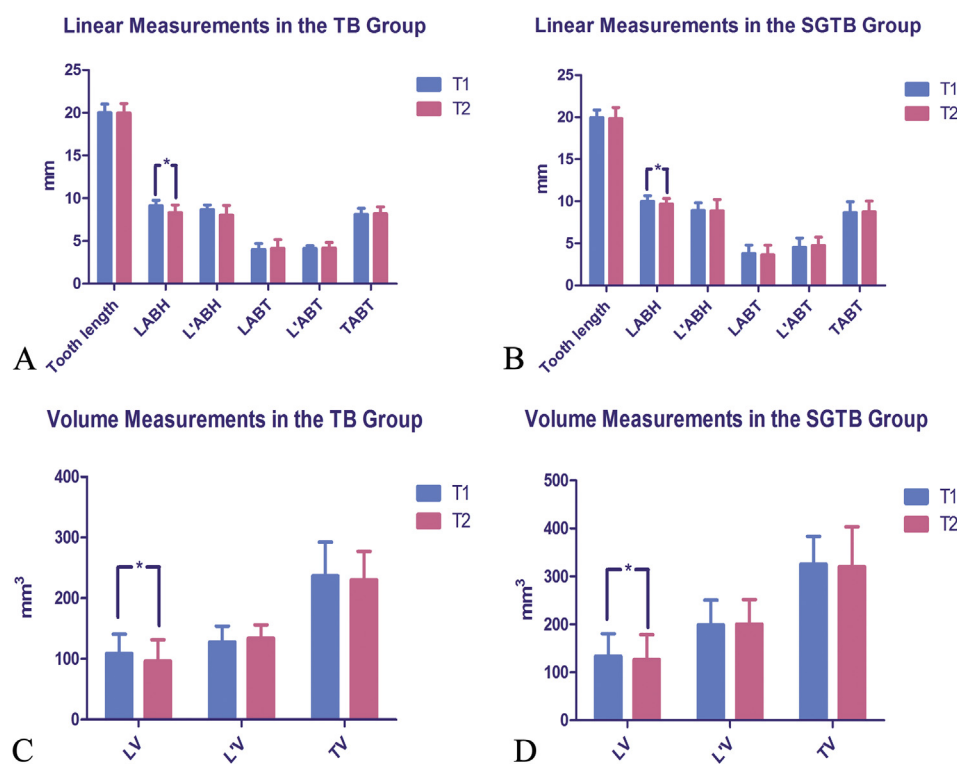 Linear Measurements in the TB Group
T1
T2
mm
25
20
15
10
5
0
*
Tooth length
LABH
L'ABH
LABT
L'ABT
TABT
A
Linear Measurements in the SGTB Group
T1
T2
mm
25
20
15
10
5
0
*
Tooth length
LABH
L'ABH
LABT
L'ABT
TABT
B
Volume Measurements in the TB Group
T1
T2
mm³
400
300
200
100
0
*
LV
L'V
TV
C
Volume Measurements in the SGTB Group
T1
T2
mm³
500
400
300
200
100
0
*
LV
L'V
TV
D